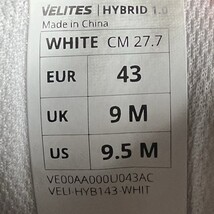 VELITES | HYBRID 1.0
Made in China
WHITE CM 27.7
EUR 43
UK 9 M
US 9.5 M
VE00AA000U043AC
VELI-HYB143-WHIT